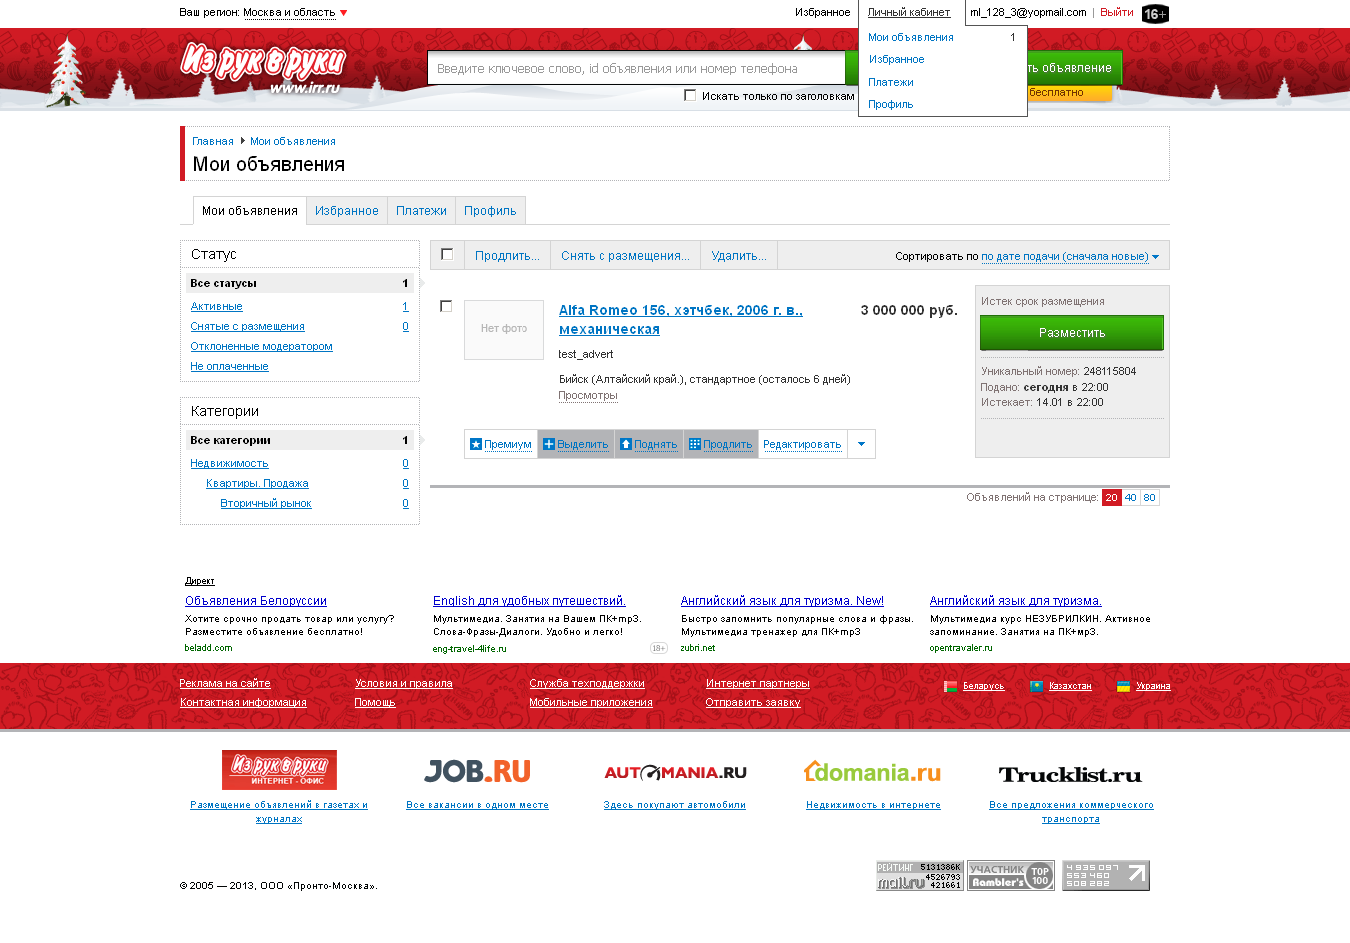 Ваш регион: Москва и область
Избранное
Личный кабинет
ml_128_3@yopmail.com | Выйти
16+
Мои объявления 1
Избранное
Платежи
Профиль
Из рук в руки
www.irr.ru
Введите ключевое слово, id объявления или номер телефона
ть объявление
бесплатно
Искать только по заголовкам
Главная Мои объявления
Мои объявления
Мои объявления Избранное Платежи Профиль
Статус
Все статусы 1
Активные 1
Снятые с размещения 0
Отклоненные модератором
Не оплаченные
Категории
Все категории 1
Недвижимость 0
Квартиры. Продажа 0
Вторичный рынок 0
Продлить... Снять с размещения... Удалить...
Сортировать по по дате подачи (сначала новые)
Нет фото
Alfa Romeo 156, хэтчбек, 2006 г. в.,
механическая
3 000 000 руб.
test_advert
Бийск (Алтайский край.), стандартное (осталось 6 дней)
Просмотры
Премиум Выделить Поднять Продлить Редактировать
Истек срок размещения
Разместить
Уникальный номер: 248115804
Подано: сегодня в 22:00
Истекает: 14.01 в 22:00
Объявлений на странице: 20 40 80
Директ
Объявления Белоруссии
Хотите срочно продать товар или услугу?
Разместите объявление бесплатно!
beladd.com
English для удобных путешествий.
Мультимедиа. Занятия на Вашем ПК+mp3.
Слова-Фразы-Диалоги. Удобно и легко!
eng-travel-4life.ru
18+
Английский язык для туризма. New!
Быстро запомнить популярные слова и фразы.
Мультимедиа тренажер для ПК+mp3
zubri.net
Английский язык для туризма.
Мультимедиа курс НЕЗУБРИЛКИН. Активное
запоминание. Занятия на ПК+мр3.
opentravaler.ru
Реклама на сайте Условия и правила Служба техподдержки Интернет партнеры
Беларусь Казахстан Украина
Контактная информация Помощь Мобильные приложения Отправить заявку
Из рук в руки
ИНТЕРНЕТ - ОФИС
JOB.RU
AUTOMANIA.RU
domania.ru
Trucklist.ru
Размещение объявлений в газетах и
журналах
Все вакансии в одном месте
Здесь покупают автомобили
Недвижимость в интернете
Все предложения коммерческого
транспорта
© 2005 — 2013, ООО «Пронто-Москва».
РЕЙТИНГ 5131386K
mail.ru 4526793
421661
УЧАСТНИК
Rambler's
TOP
100
4 935 097
553 460
508 282